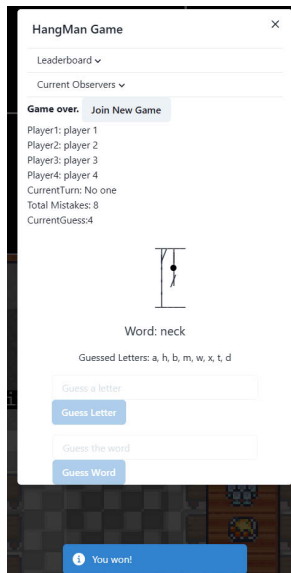 HangMan Game
Leaderboard
Current Observers
Game over. Join New Game
Player1: player 1
Player2: player 2
Player3: player 3
Player4: player 4
CurrentTurn: No one
Total Mistakes: 8
CurrentGuess:4
Word: neck
Guessed Letters: a, h, b, m, w, x, t, d
Guess a letter
Guess Letter
Guess the word
Guess Word
You won!